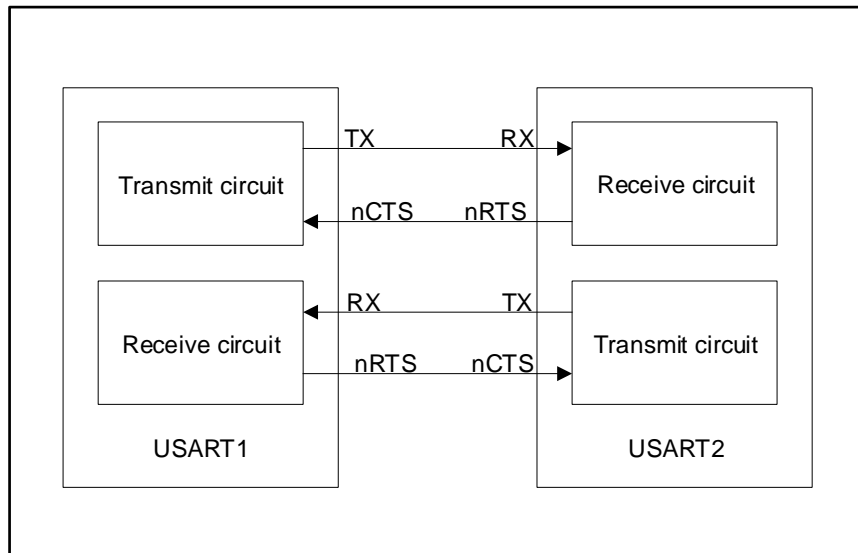 TX RX
Transmit circuit Receive circuit
nCTS nRTS
RX TX
Receive circuit Transmit circuit
nRTS nCTS
USART1 USART2